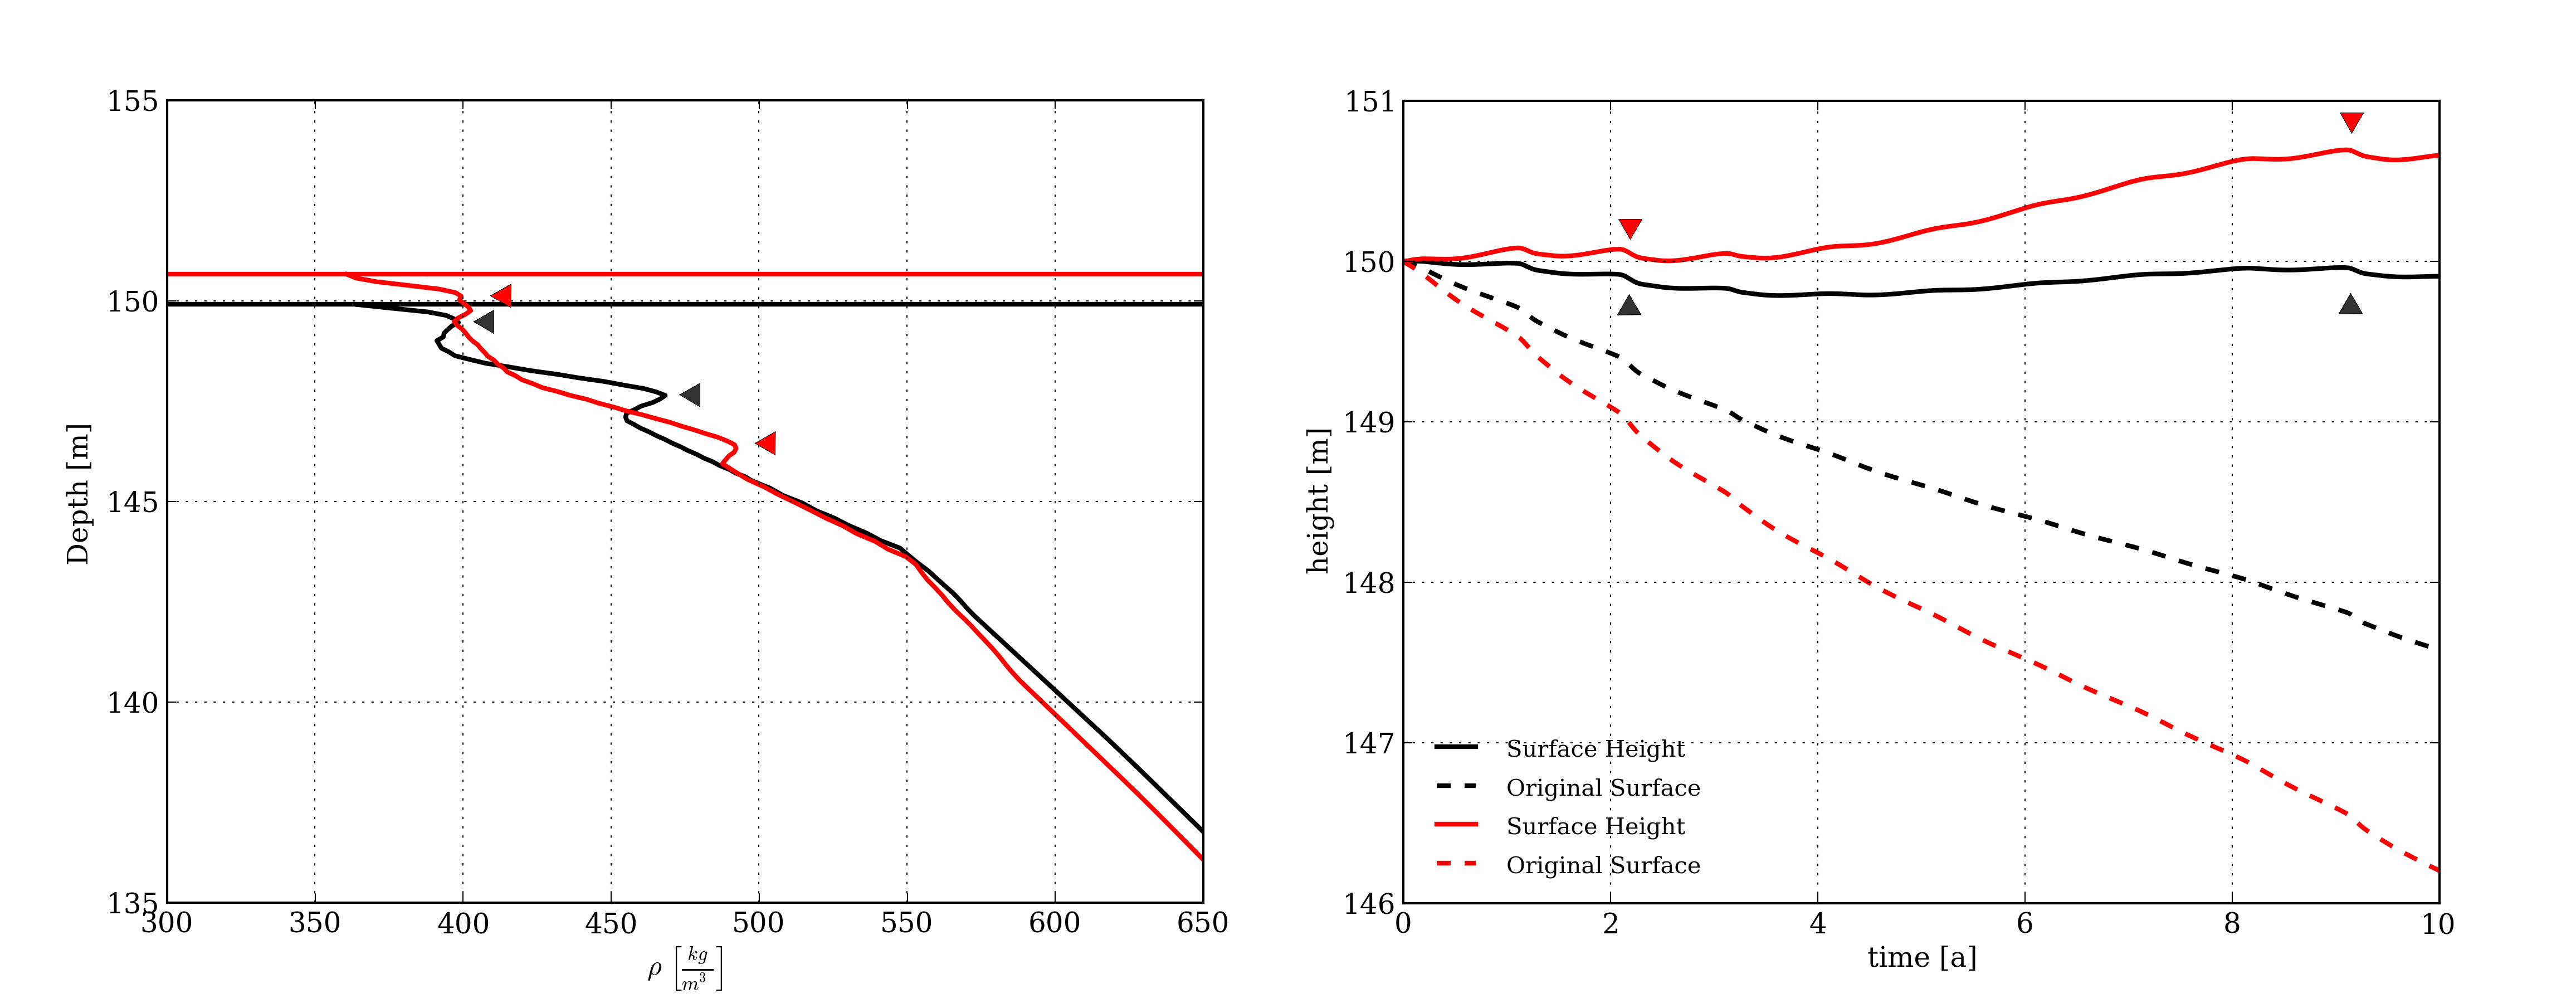 155
150
145
140
135
Depth [m]
300 350 400 450 500 550 600 650
ρ [kg/m³]
151
150
149
148
147
146
height [m]
Surface Height
Original Surface
Surface Height
Original Surface
0 2 4 6 8 10
time [a]